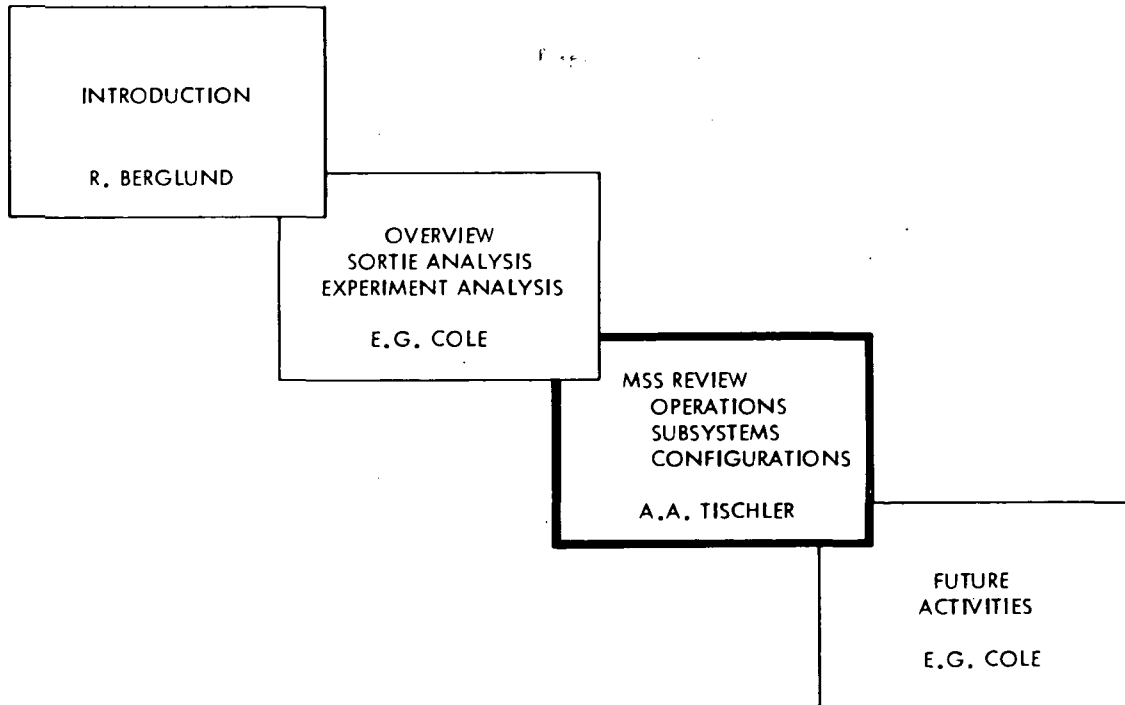 INTRODUCTION
R. BERGLUND
OVERVIEW
SORTIE ANALYSIS
EXPERIMENT ANALYSIS
E.G. COLE
MSS REVIEW
OPERATIONS
SUBSYSTEMS
CONFIGURATIONS
A.A. TISCHLER
FUTURE
ACTIVITIES
E.G. COLE